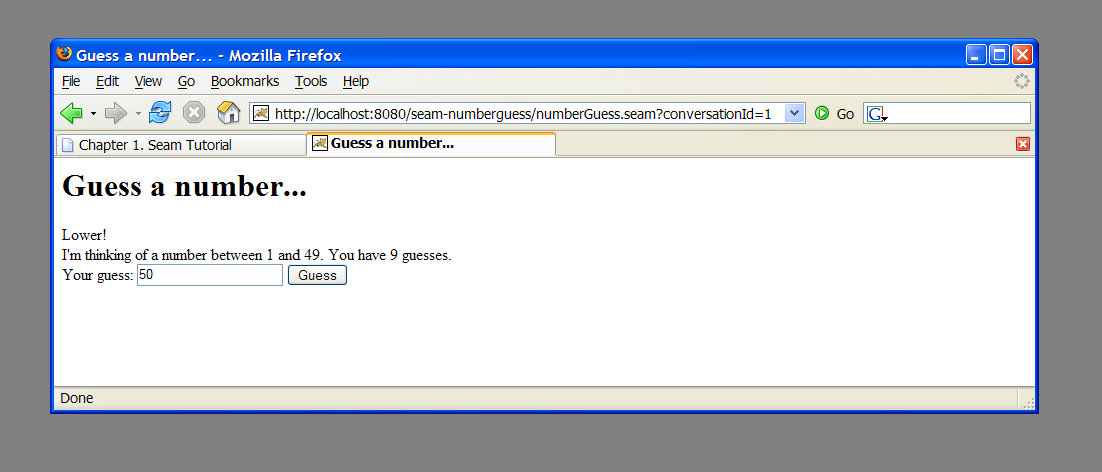 Guess a number... - Mozilla Firefox
File Edit View Go Bookmarks Tools Help
http://localhost:8080/seam-numberguess/numberGuess.seam?conversationId=1 Go G
Chapter 1. Seam Tutorial Guess a number...
Guess a number...
Lower!
I'm thinking of a number between 1 and 49. You have 9 guesses.
Your guess: 50 Guess
Done